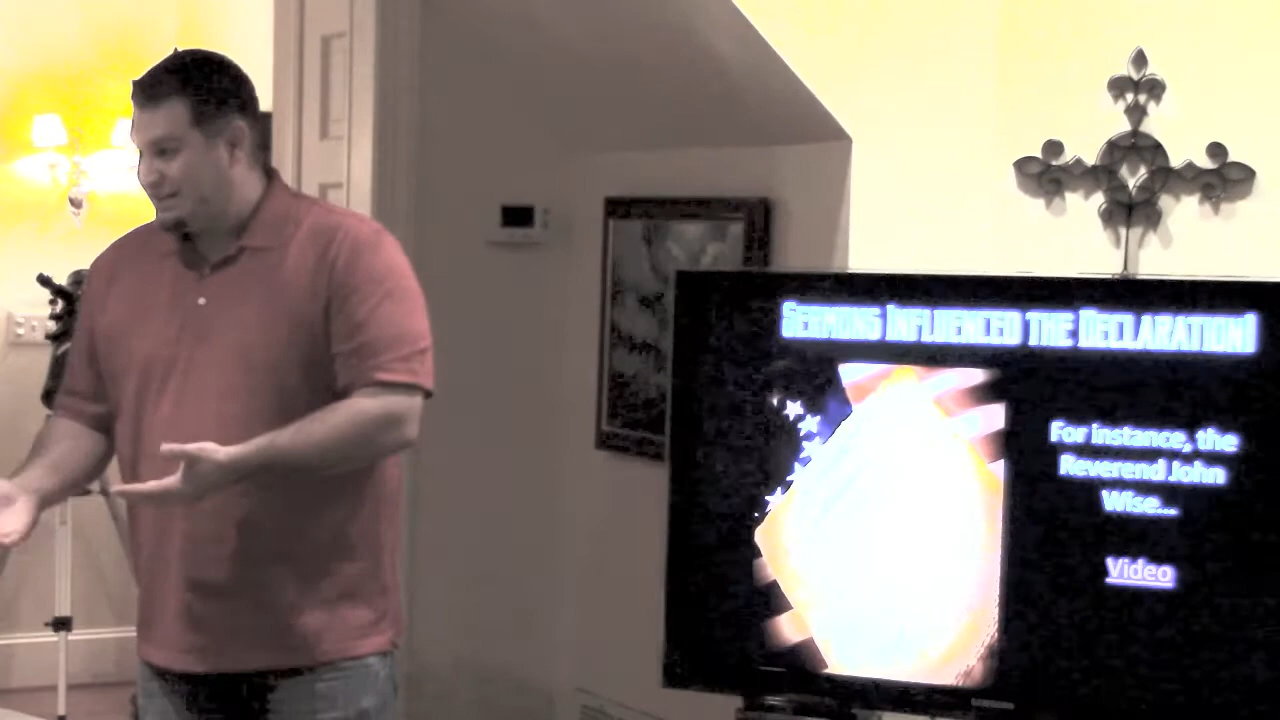 Sermons Influenced the Declaration!
For instance, the
Reverend John
Wise...
Video